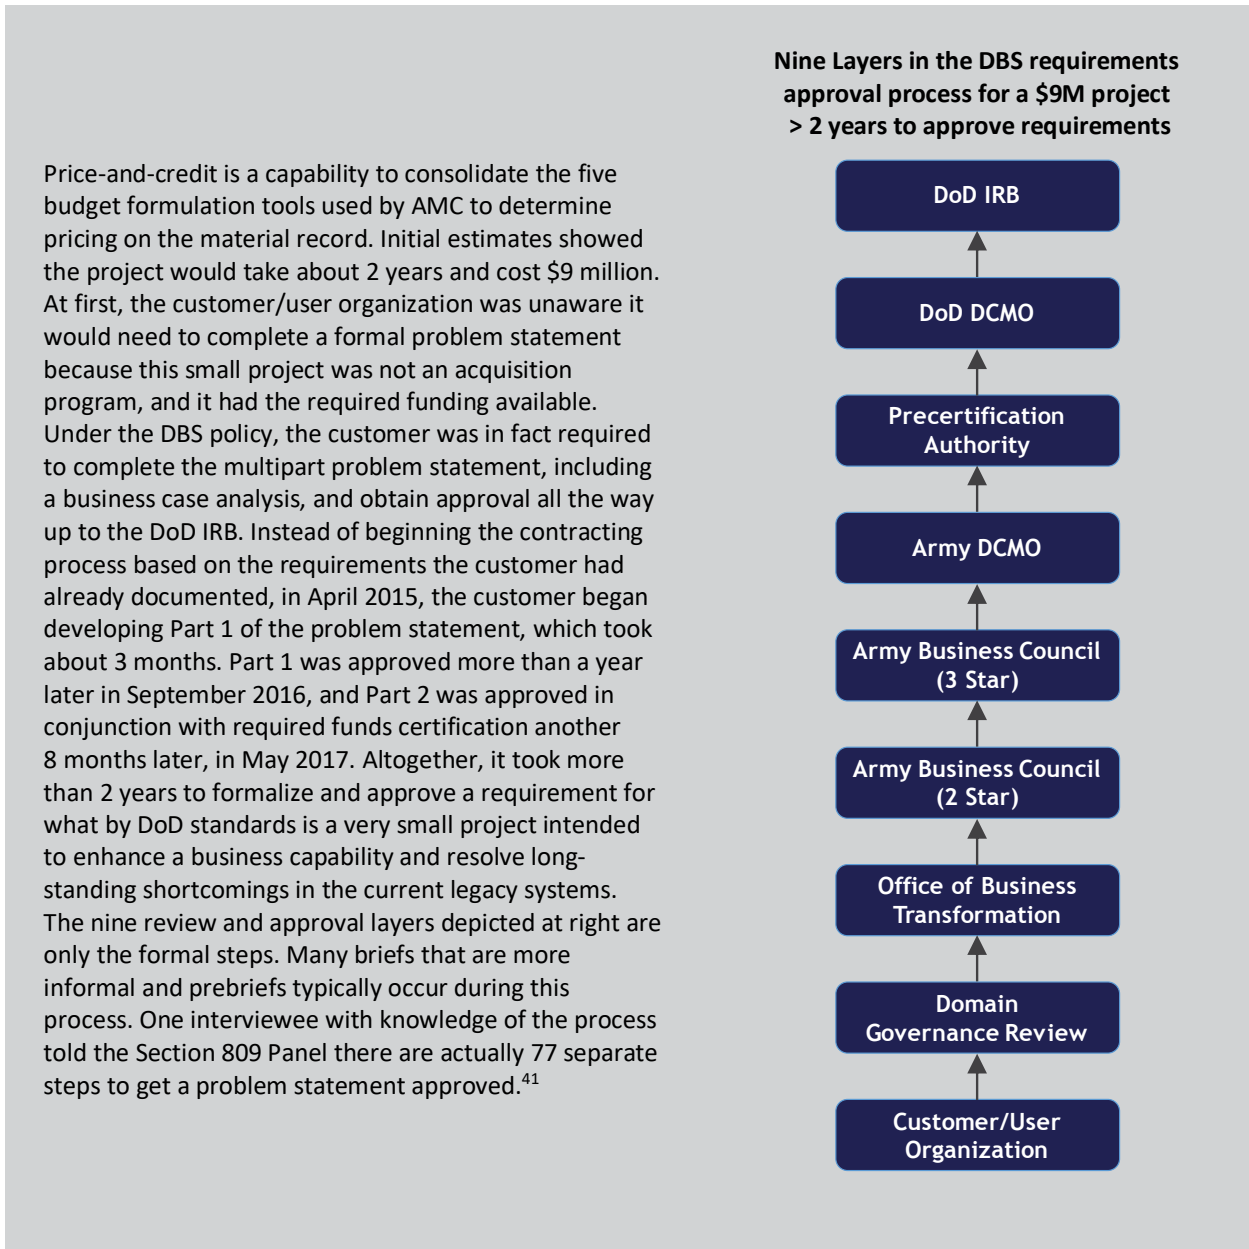 Price-and-credit is a capability to consolidate the five
budget formulation tools used by AMC to determine
pricing on the material record. Initial estimates showed
the project would take about 2 years and cost $9 million.
At first, the customer/user organization was unaware it
would need to complete a formal problem statement
because this small project was not an acquisition
program, and it had the required funding available.
Under the DBS policy, the customer was in fact required
to complete the multipart problem statement, including
a business case analysis, and obtain approval all the way
up to the DoD IRB. Instead of beginning the contracting
process based on the requirements the customer had
already documented, in April 2015, the customer began
developing Part 1 of the problem statement, which took
about 3 months. Part 1 was approved more than a year
later in September 2016, and Part 2 was approved in
conjunction with required funds certification another
8 months later, in May 2017. Altogether, it took more
than 2 years to formalize and approve a requirement for
what by DoD standards is a very small project intended
to enhance a business capability and resolve long-
standing shortcomings in the current legacy systems.
The nine review and approval layers depicted at right are
only the formal steps. Many briefs that are more
informal and prebriefs typically occur during this
process. One interviewee with knowledge of the process
told the Section 809 Panel there are actually 77 separate
steps to get a problem statement approved.41
Nine Layers in the DBS requirements
approval process for a $9M project
> 2 years to approve requirements
DoD IRB
DoD DCMO
Precertification
Authority
Army DCMO
Army Business Council
(3 Star)
Army Business Council
(2 Star)
Office of Business
Transformation
Domain
Governance Review
Customer/User
Organization